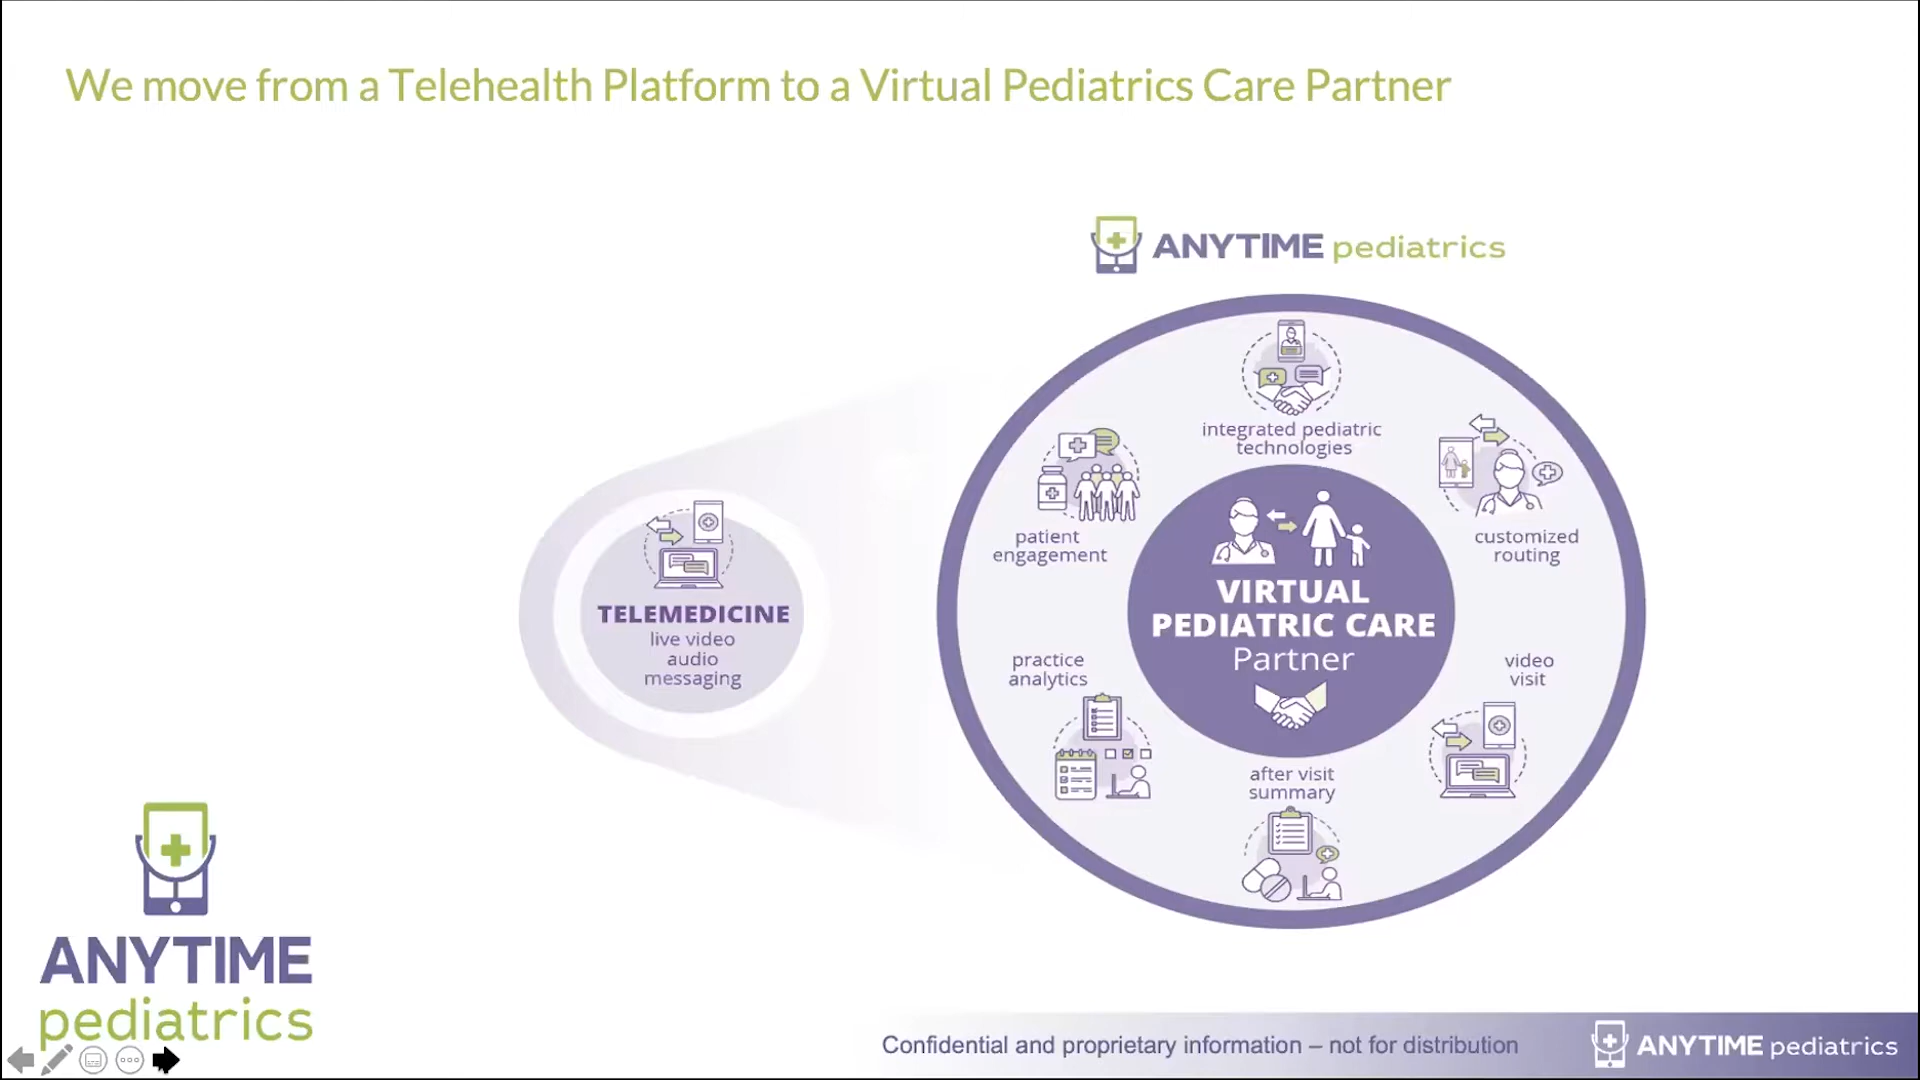 We move from a Telehealth Platform to a Virtual Pediatrics Care Partner
ANYTIME pediatrics
integrated pediatric
technologies
patient
engagement
customized
routing
VIRTUAL
PEDIATRIC CARE
Partner
TELEMEDICINE
live video
audio
messaging
practice
analytics
video
visit
after visit
summary
ANYTIME
pediatrics
Confidential and proprietary information – not for distribution
ANYTIME pediatrics